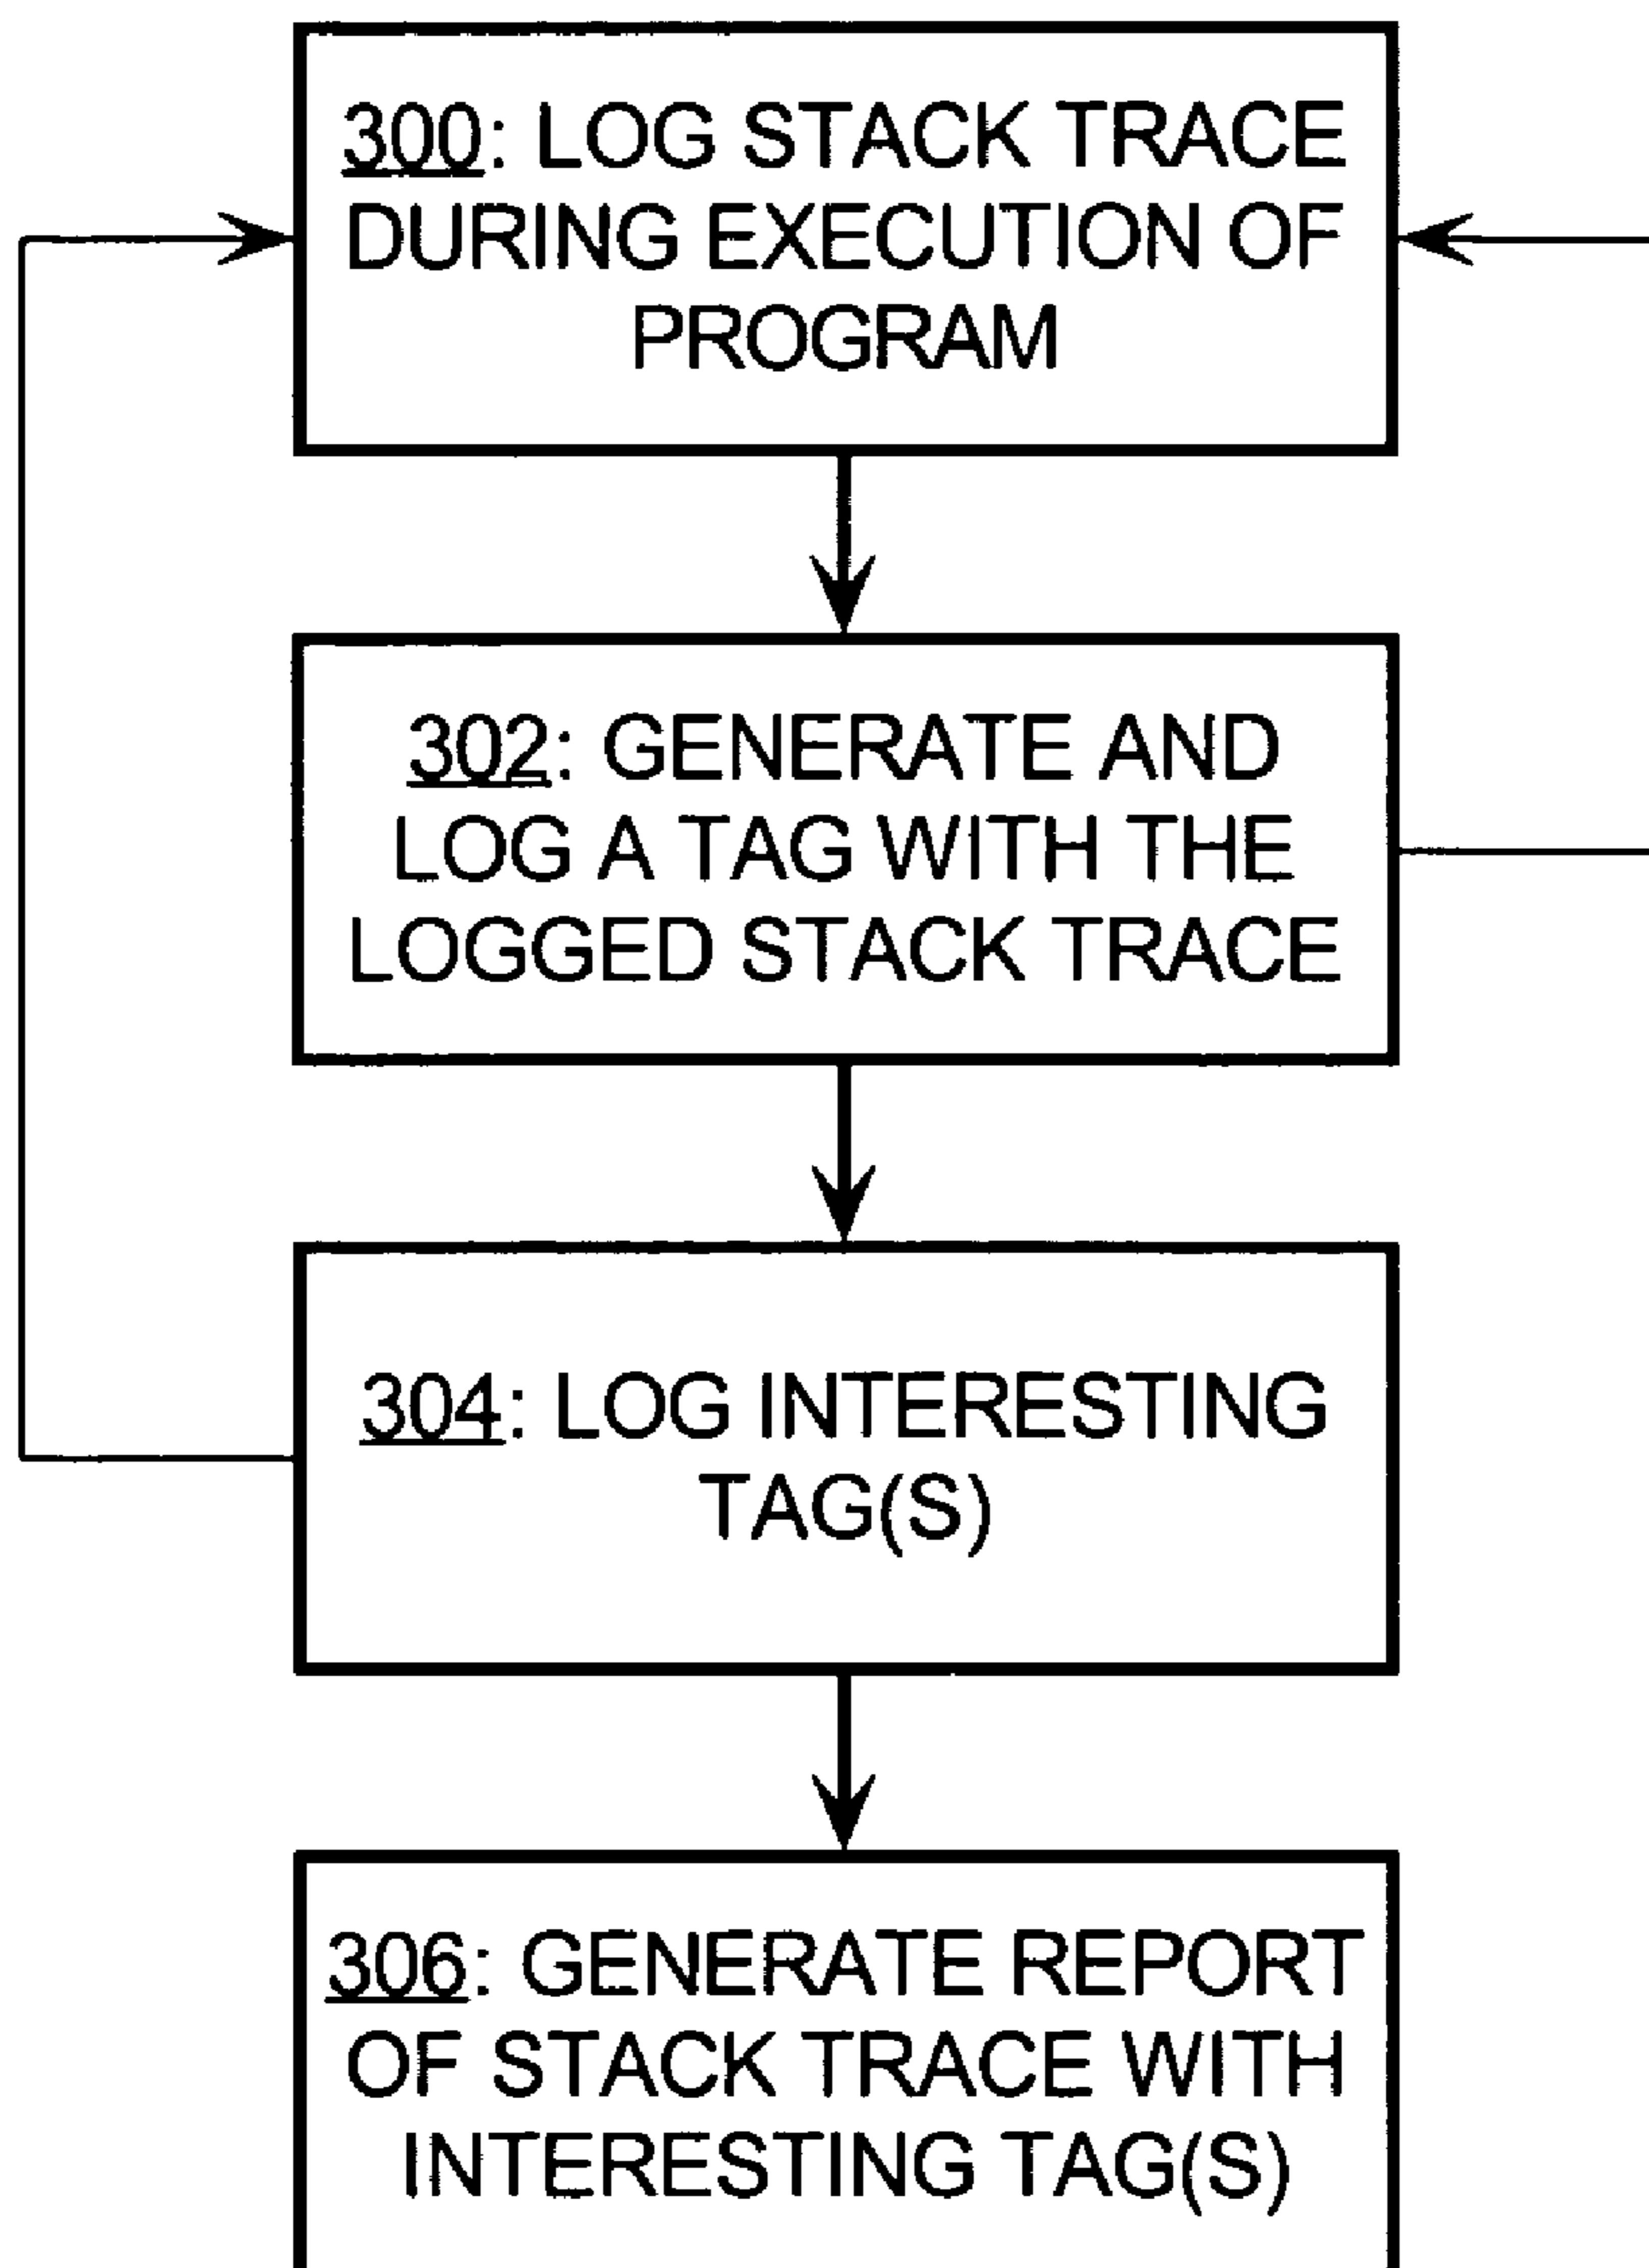 300: LOG STACK TRACE
DURING EXECUTION OF
PROGRAM
302: GENERATE AND
LOG A TAG WITH THE
LOGGED STACK TRACE
304: LOG INTERESTING
TAG(S)
306: GENERATE REPORT
OF STACK TRACE WITH
INTERESTING TAG(S)